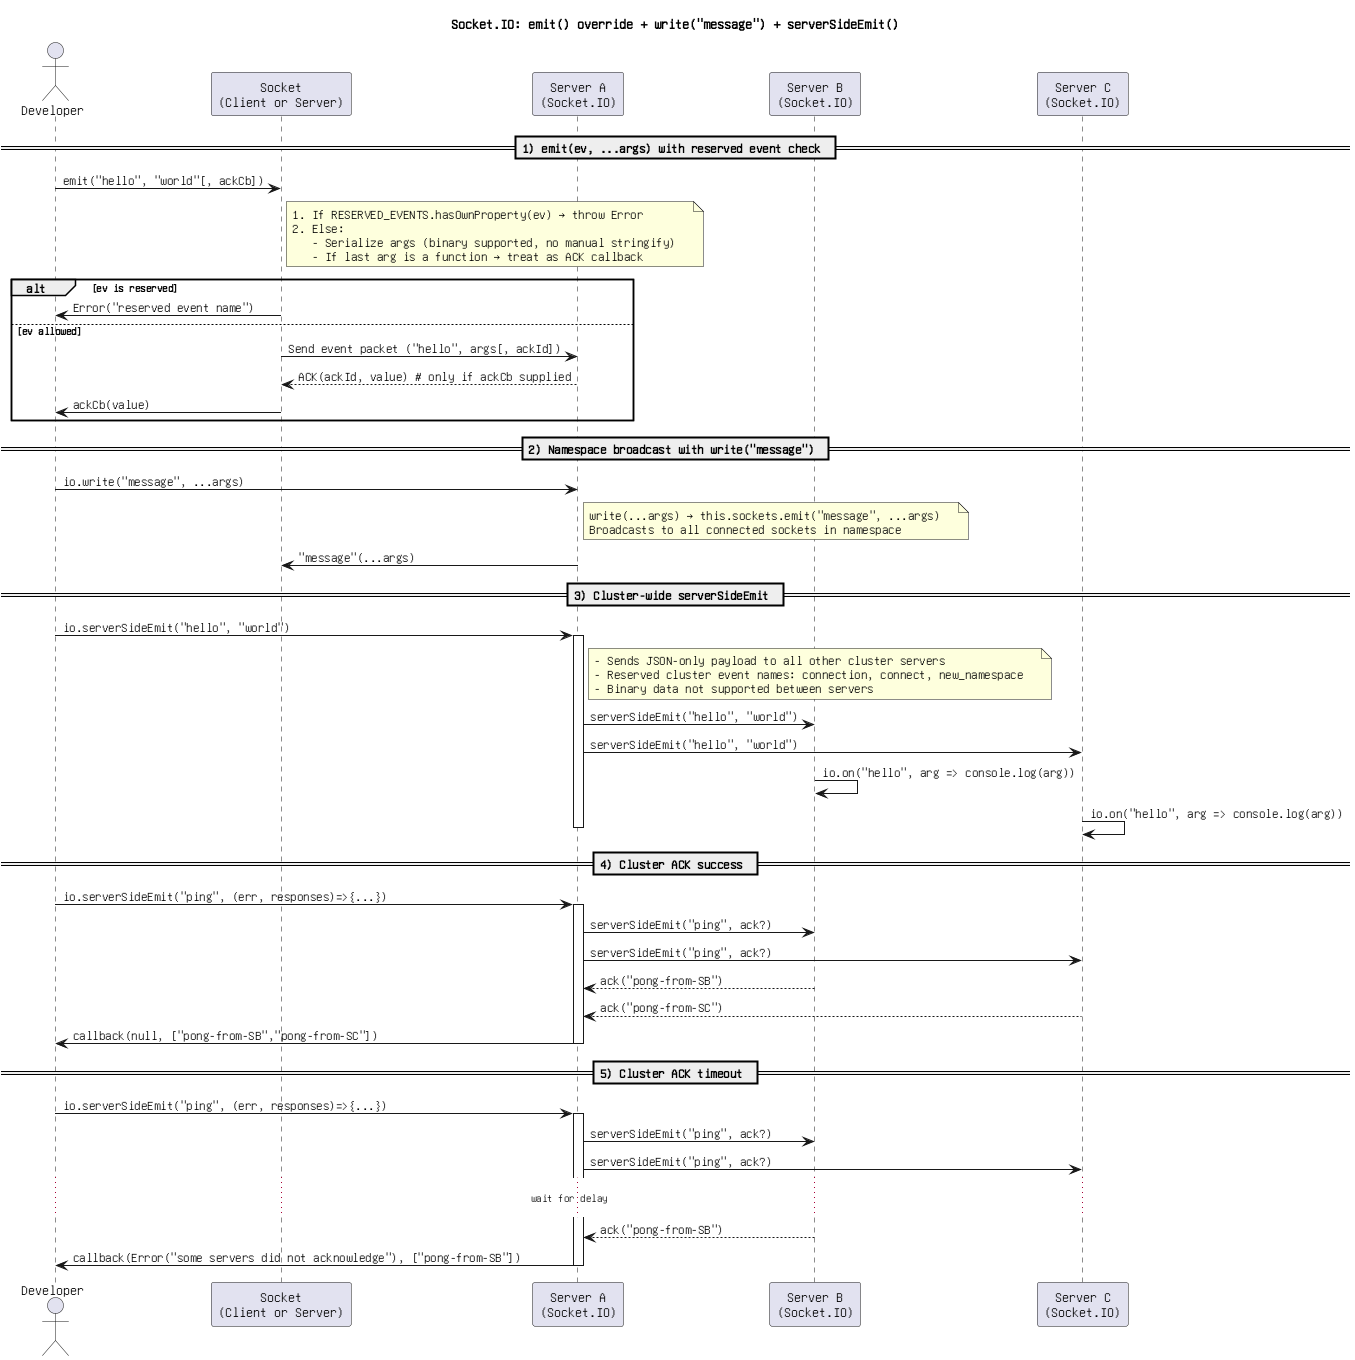 Socket.IO: emit() override + write("message") + serverSideEmit()
Developer
Socket
(Client or Server)
Server A
(Socket.IO)
Server B
(Socket.IO)
Server C
(Socket.IO)
1) emit(ev, ...args) with reserved event check
emit("hello", "world"[, ackCb])
1. If RESERVED_EVENTS.hasOwnProperty(ev) → throw Error
2. Else:
- Serialize args (binary supported, no manual stringify)
- If last arg is a function → treat as ACK callback
alt [ev is reserved]
Error("reserved event name")
[ev allowed]
Send event packet ("hello", args[, ackId])
ACK(ackId, value) # only if ackCb supplied
ackCb(value)
2) Namespace broadcast with write("message")
io.write("message", ...args)
write(...args) → this.sockets.emit("message", ...args)
Broadcasts to all connected sockets in namespace
"message"(...args)
3) Cluster-wide serverSideEmit
io.serverSideEmit("hello", "world")
- Sends JSON-only payload to all other cluster servers
- Reserved cluster event names: connection, connect, new_namespace
- Binary data not supported between servers
serverSideEmit("hello", "world")
serverSideEmit("hello", "world")
io.on("hello", arg => console.log(arg))
io.on("hello", arg => console.log(arg))
4) Cluster ACK success
io.serverSideEmit("ping", (err, responses)=>{...})
serverSideEmit("ping", ack?)
serverSideEmit("ping", ack?)
ack("pong-from-SB")
ack("pong-from-SC")
callback(null, ["pong-from-SB","pong-from-SC"])
5) Cluster ACK timeout
io.serverSideEmit("ping", (err, responses)=>{...})
serverSideEmit("ping", ack?)
serverSideEmit("ping", ack?)
wait for delay
ack("pong-from-SB")
callback(Error("some servers did not acknowledge"), ["pong-from-SB"])
Developer
Socket
(Client or Server)
Server A
(Socket.IO)
Server B
(Socket.IO)
Server C
(Socket.IO)